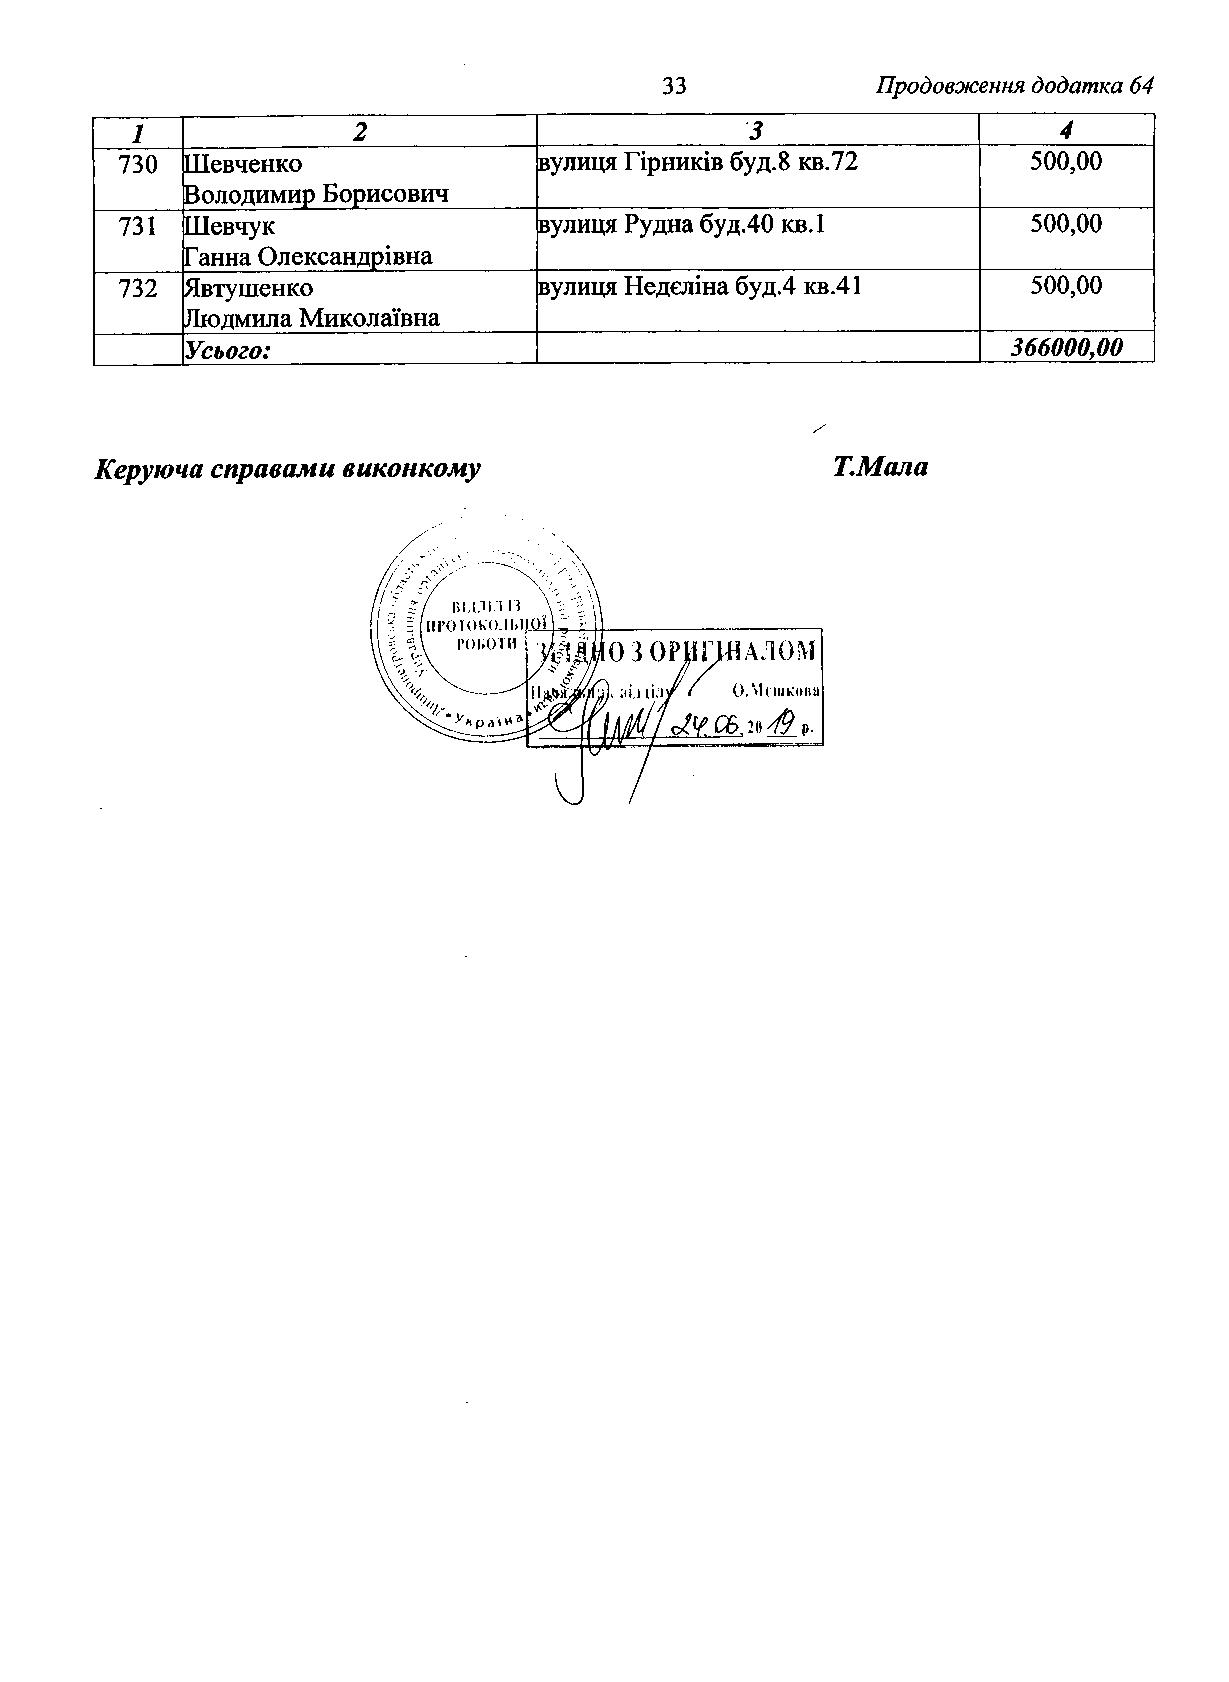 33 Продовження додатка 64
1 2 3 4
730 Шевченко вулиця Гірників буд.8 кв.72 500,00
Володимир Борисович
731 Шевчук вулиця Рудна буд.40 кв.1 500,00
Ганна Олександрівна
732 Явтушенко вулиця Недєліна буд.4 кв.41 500,00
Людмила Миколаївна
Усього: 366000,00
Керуюча справами виконкому Т.Мала
ВІДДІЛ ІЗ
ПРОТОКОЛЬНОЇ
РОБОТИ
Україна
З ОРИГІНАЛОМ
відділу О.Мєшкова
24.06.2019 р.